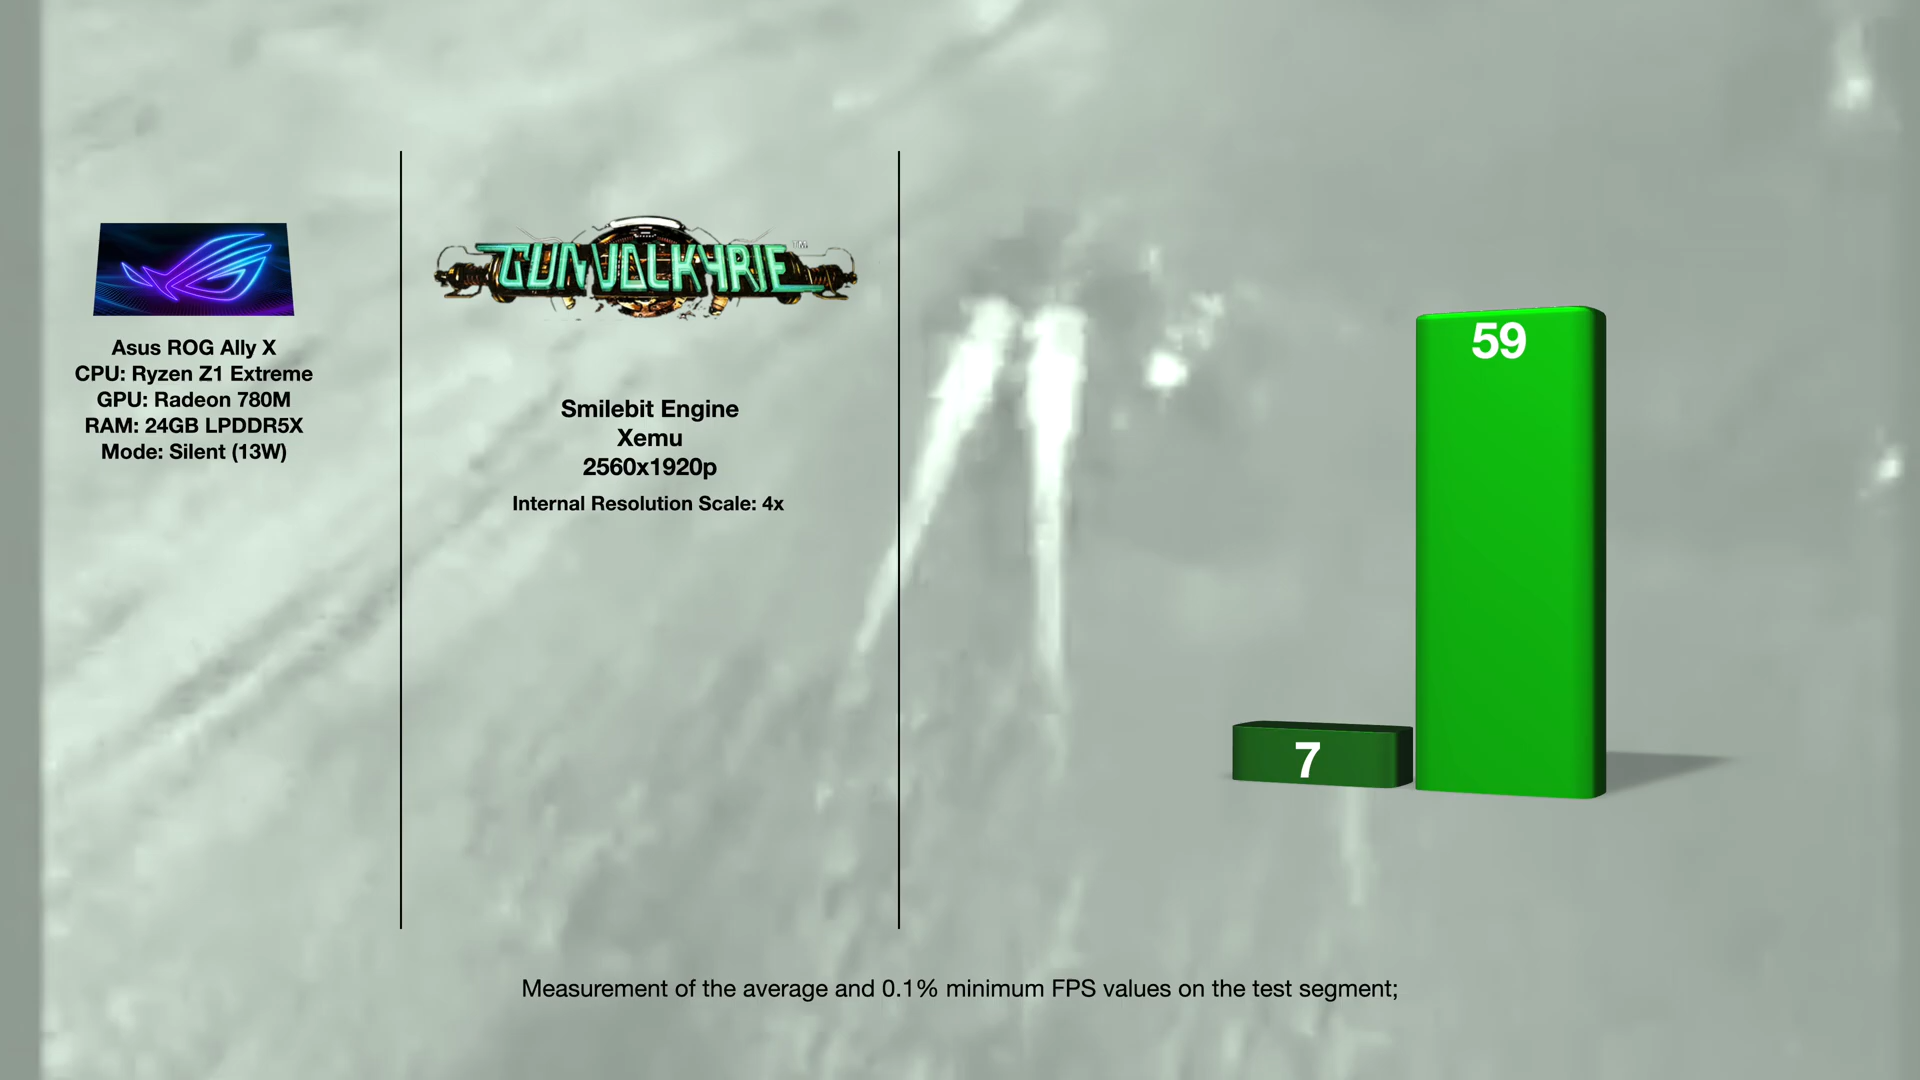 Asus ROG Ally X
CPU: Ryzen Z1 Extreme
GPU: Radeon 780M
RAM: 24GB LPDDR5X
Mode: Silent (13W)
GUNVALKYRIE™
Smilebit Engine
Xemu
2560x1920p
Internal Resolution Scale: 4x
59
7
Measurement of the average and 0.1% minimum FPS values on the test segment;